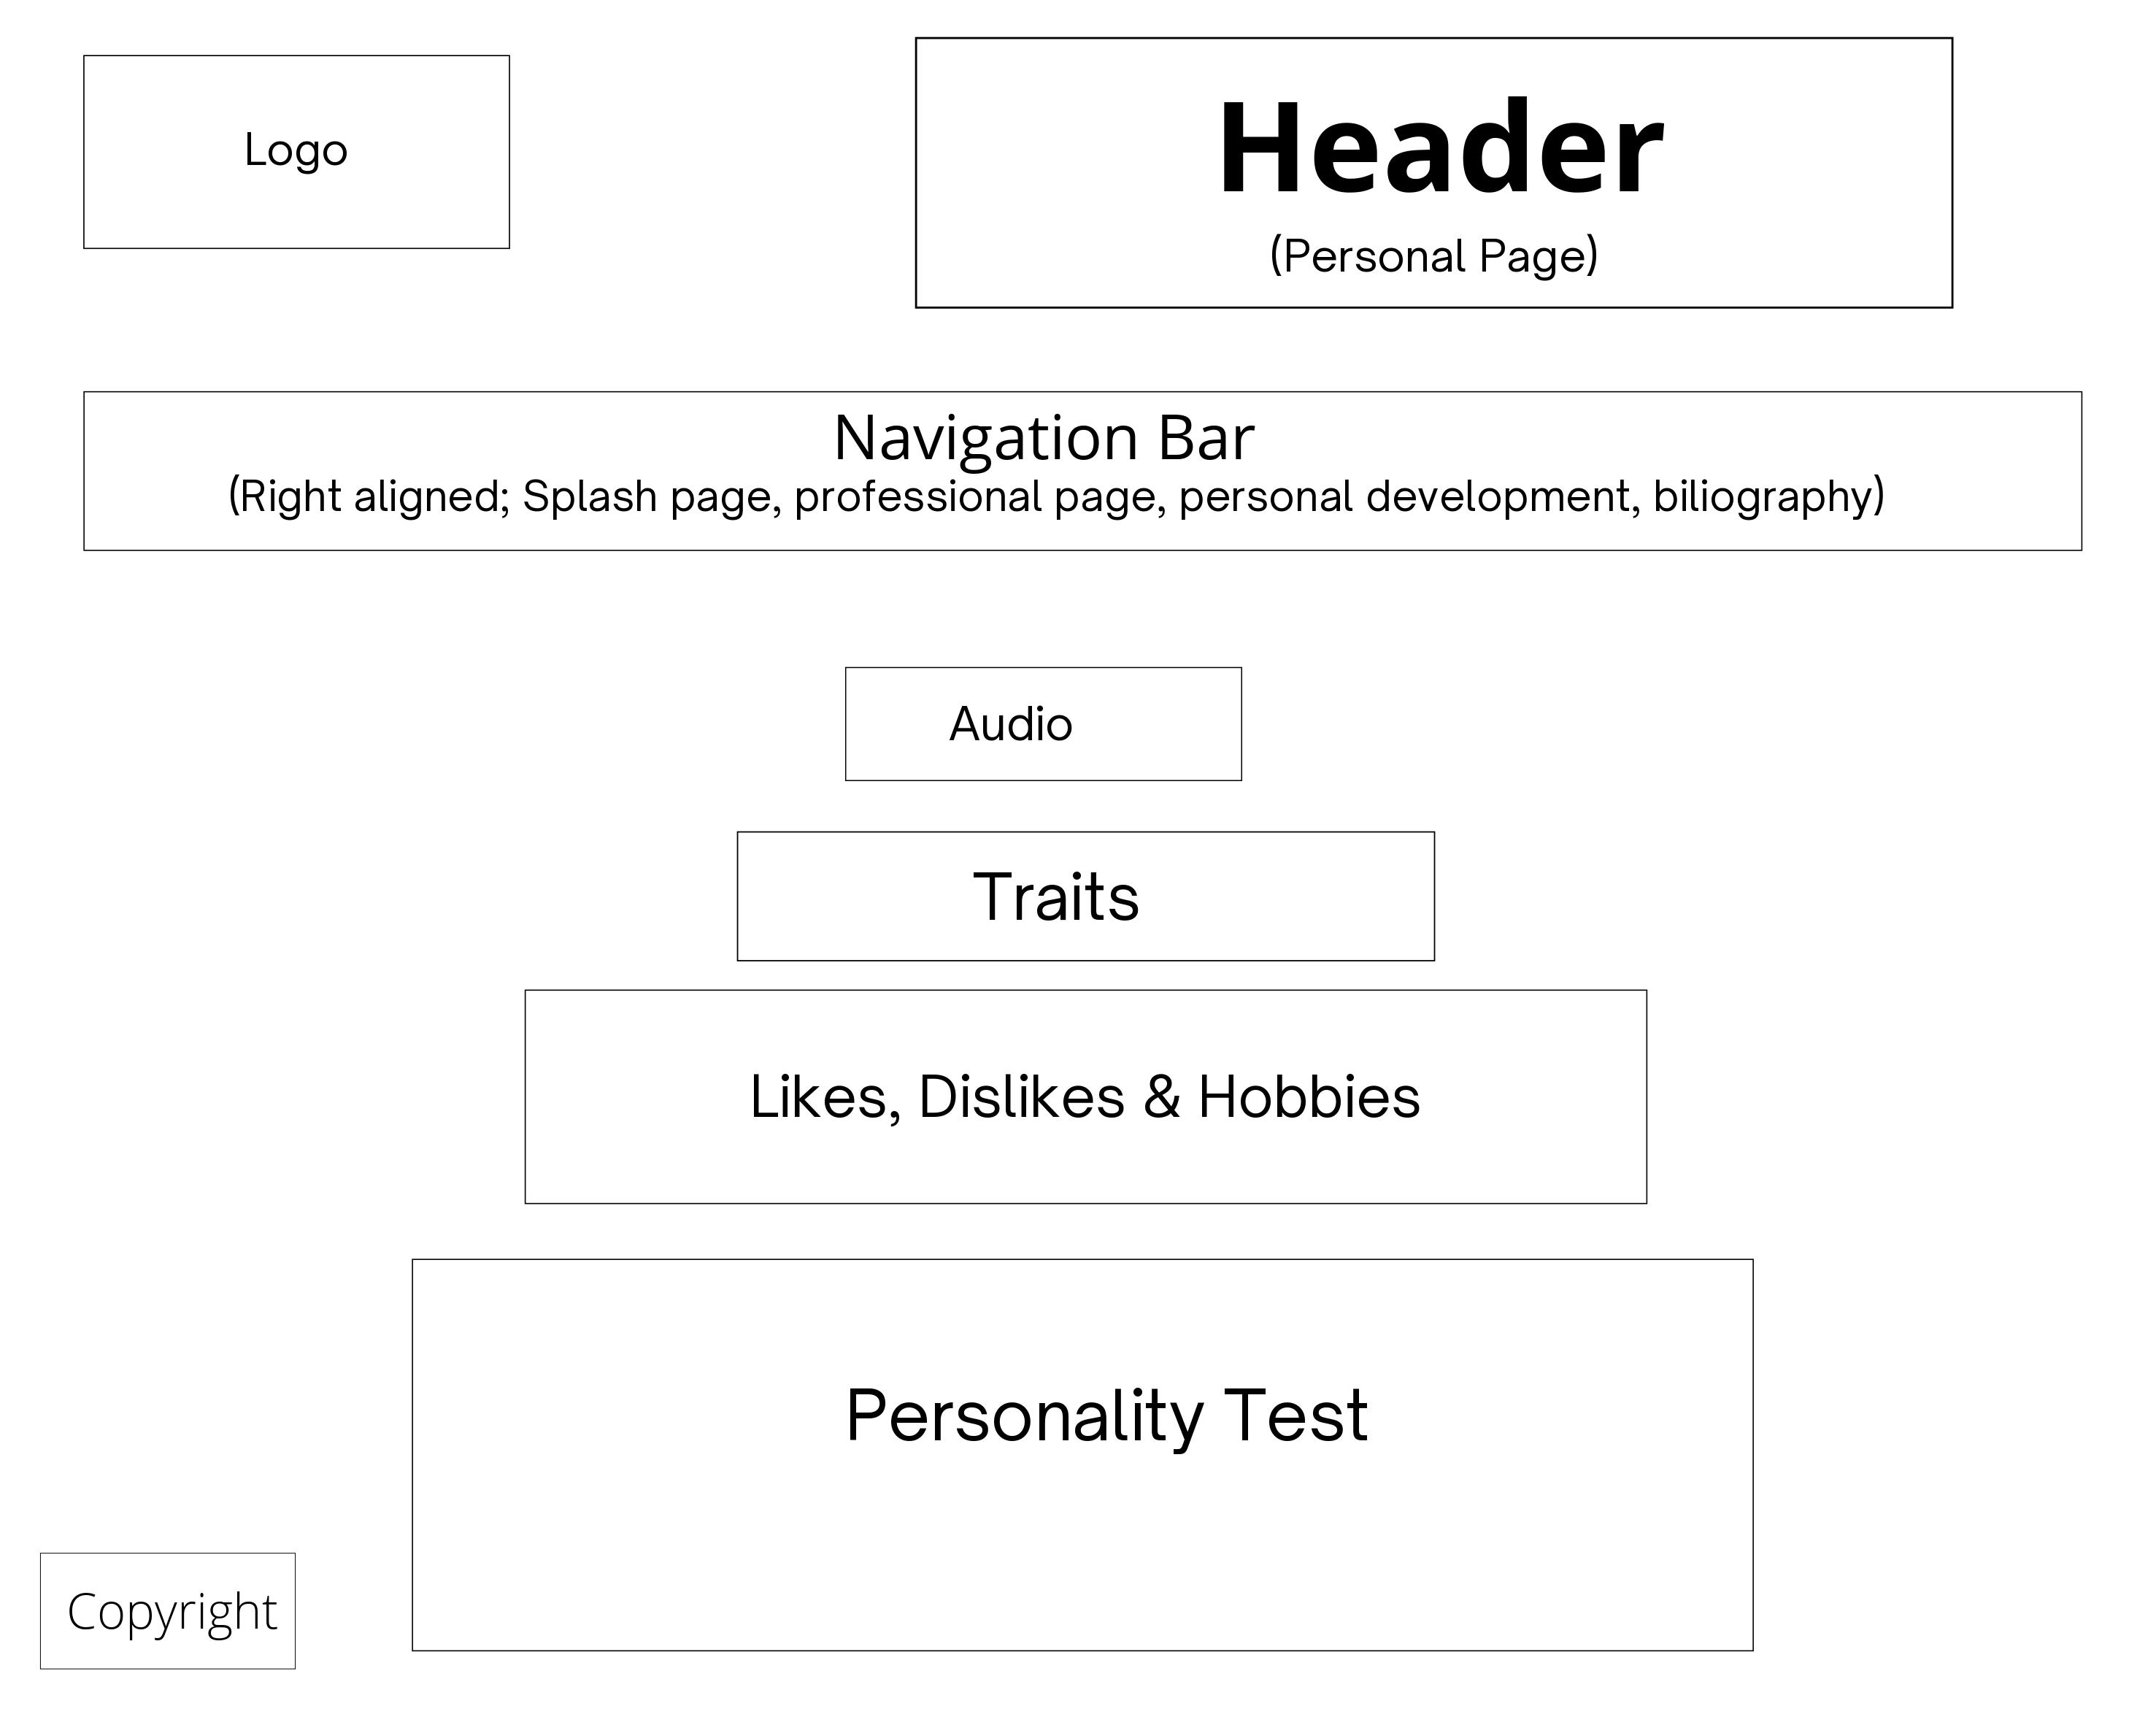 Logo
Header
(Personal Page)
Navigation Bar
(Right aligned; Splash page, professional page, personal development, biliography)
Audio
Traits
Likes, Dislikes & Hobbies
Personality Test
Copyright